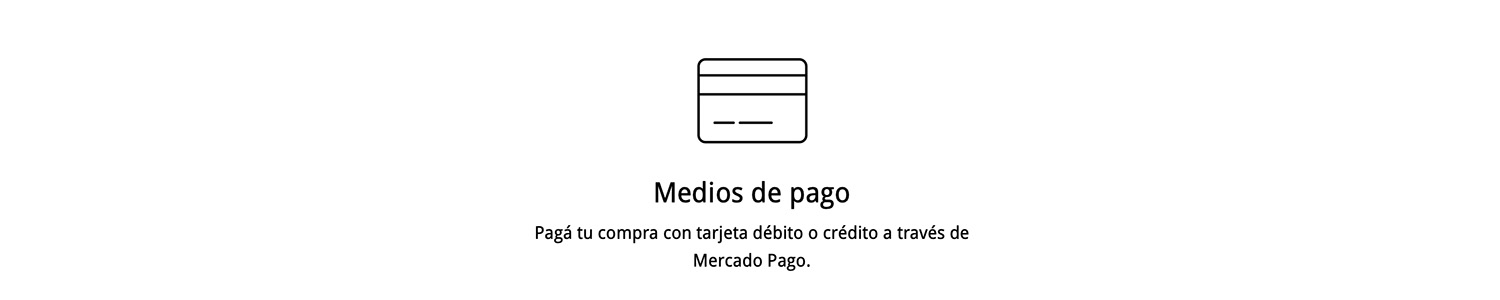 Medios de pago
Pagá tu compra con tarjeta débito o crédito a través de
Mercado Pago.